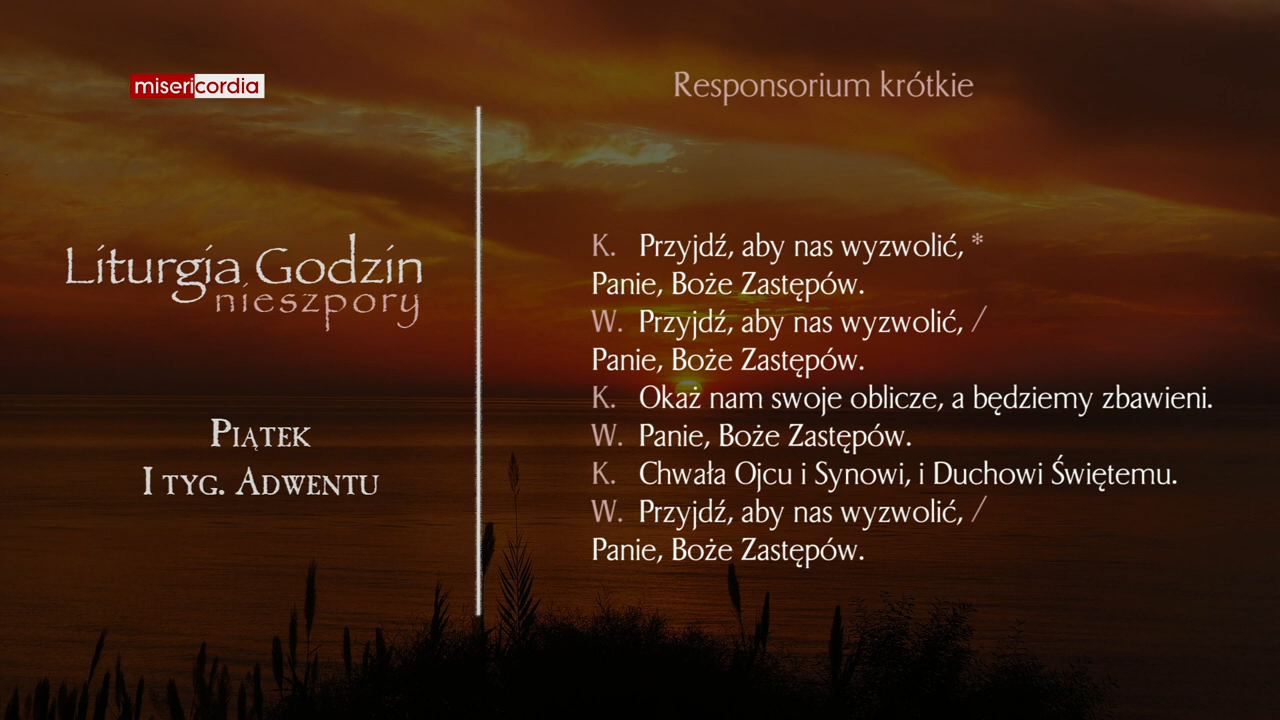 misericordia
Responsorium krótkie
Liturgia Godzin
nieszpory
Piątek
I tyg. Adwentu
K. Przyjdź, aby nas wyzwolić, *
Panie, Boże Zastępów.
W. Przyjdź, aby nas wyzwolić, /
Panie, Boże Zastępów.
K. Okaż nam swoje oblicze, a będziemy zbawieni.
W. Panie, Boże Zastępów.
K. Chwała Ojcu i Synowi, i Duchowi Świętemu.
W. Przyjdź, aby nas wyzwolić, /
Panie, Boże Zastępów.